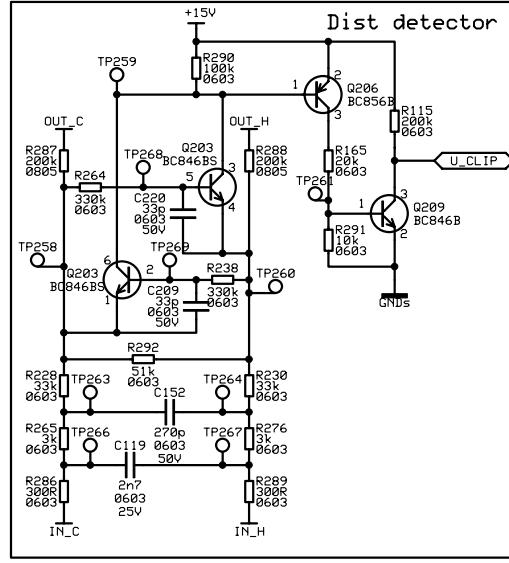 Dist detector
+15V
TP259
R290
100k
0603
1
2
3
Q206
BC856B
OUT_C
OUT_H
R287
200k
0805
R264
330k
0603
TP268
Q203
BC846BS
5
3
4
R288
200k
0805
R165
20k
0603
R115
200k
0603
U_CLIP
TP261
1
3
2
Q209
BC846B
R291
10k
0603
GNDs
C220
33p
0603
50V
TP258
TP269
Q203
BC846BS
6
2
1
R238
330k
0603
TP260
C209
33p
0603
50V
R292
51k
0603
R228
33k
0603
TP263
C152
270p
0603
50V
TP264
R230
33k
0603
R265
3k
0603
TP266
C119
2n7
0603
25V
TP267
R276
3k
0603
R286
300R
0603
R289
300R
0603
IN_C
IN_H